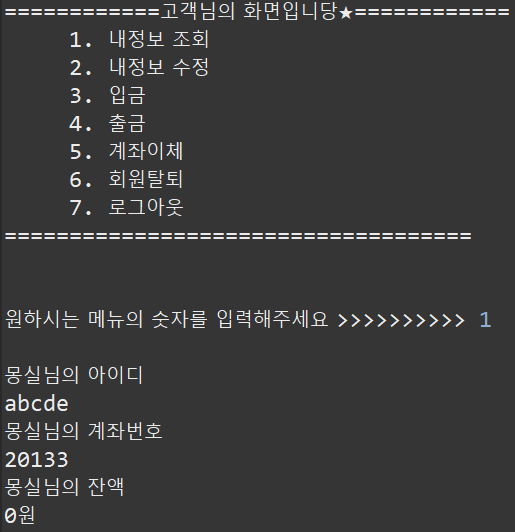 ============고객님의 화면입니당★============
1. 내정보 조회
2. 내정보 수정
3. 입금
4. 출금
5. 계좌이체
6. 회원탈퇴
7. 로그아웃
====================================
원하시는 메뉴의 숫자를 입력해주세요 >>>>>>>>>> 1
몽실님의 아이디
abcde
몽실님의 계좌번호
20133
몽실님의 잔액
0원